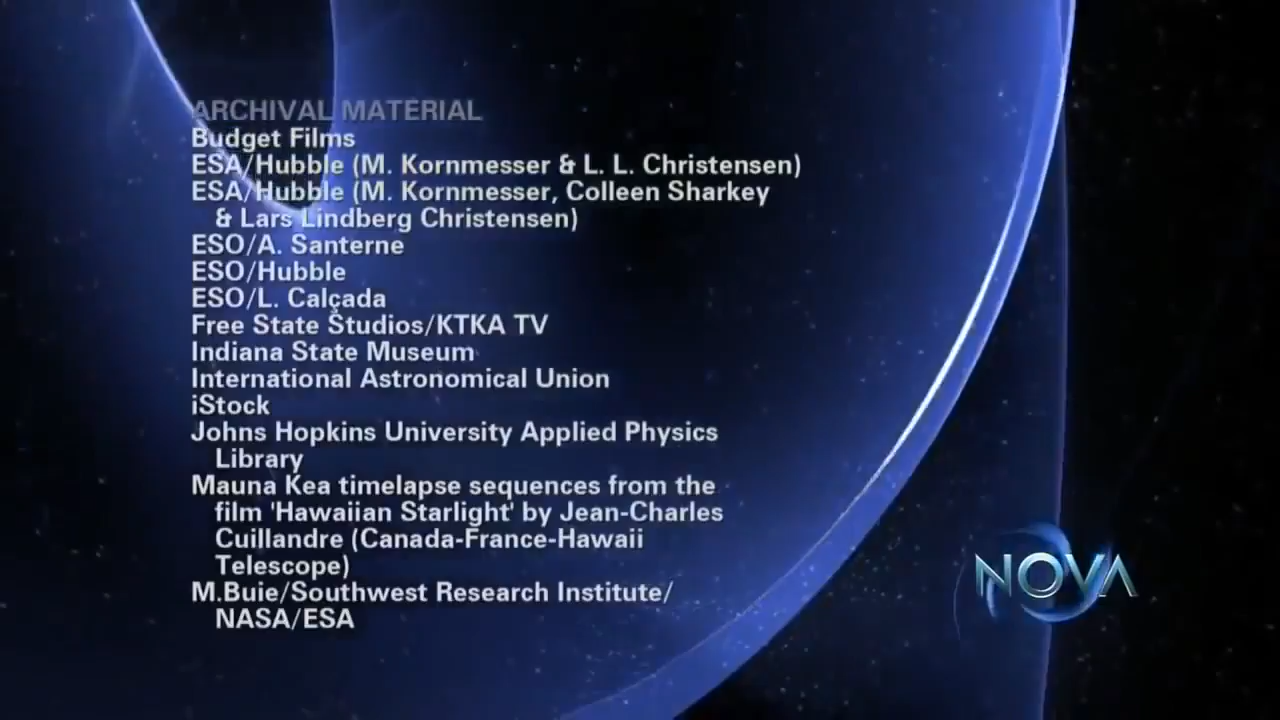 ARCHIVAL MATERIAL
Budget Films
ESA/Hubble (M. Kornmesser & L. L. Christensen)
ESA/Hubble (M. Kornmesser, Colleen Sharkey
& Lars Lindberg Christensen)
ESO/A. Santerne
ESO/Hubble
ESO/L. Calçada
Free State Studios/KTKA TV
Indiana State Museum
International Astronomical Union
iStock
Johns Hopkins University Applied Physics
Library
Mauna Kea timelapse sequences from the
film 'Hawaiian Starlight' by Jean-Charles
Cuillandre (Canada-France-Hawaii
Telescope)
M.Buie/Southwest Research Institute/
NASA/ESA
NOVA